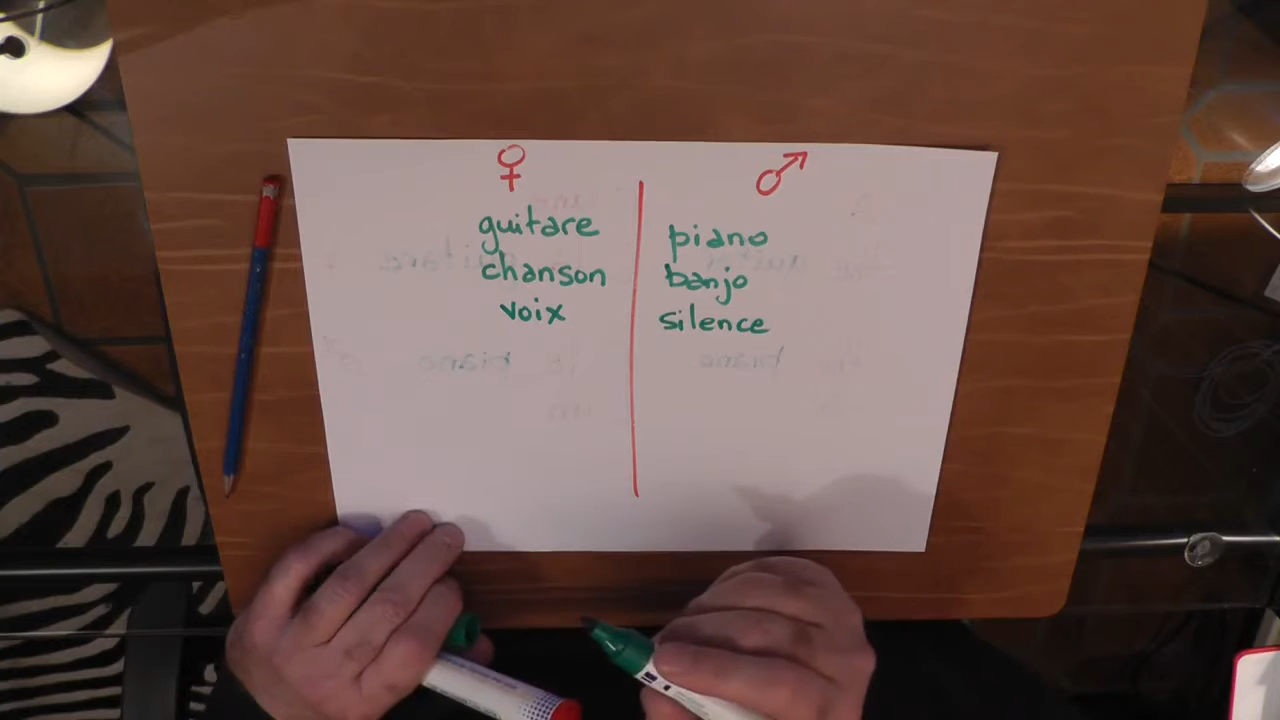 ♀ ♂
guitare
chanson
voix
piano
banjo
silence